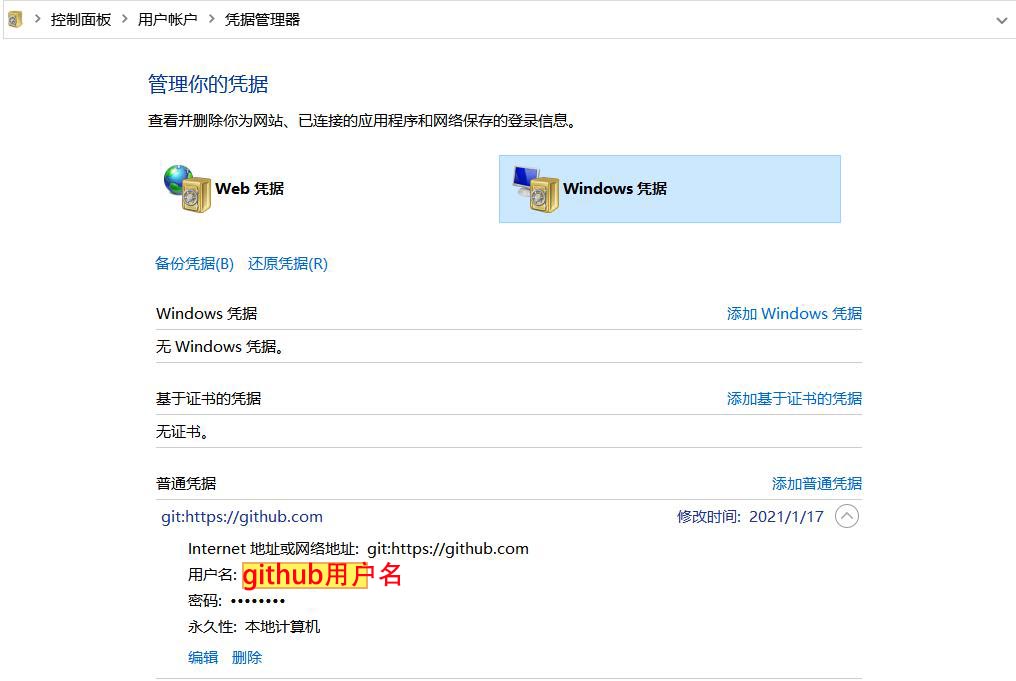 控制面板 > 用户帐户 > 凭据管理器
管理你的凭据
查看并删除你为网站、已连接的应用程序和网络保存的登录信息。
Web 凭据 Windows 凭据
备份凭据(B) 还原凭据(R)
Windows 凭据 添加 Windows 凭据
无 Windows 凭据。
基于证书的凭据 添加基于证书的凭据
无证书。
普通凭据 添加普通凭据
git:https://github.com 修改时间: 2021/1/17
Internet 地址或网络地址: git:https://github.com
用户名: github用户名
密码: ••••••••
永久性: 本地计算机
编辑 删除